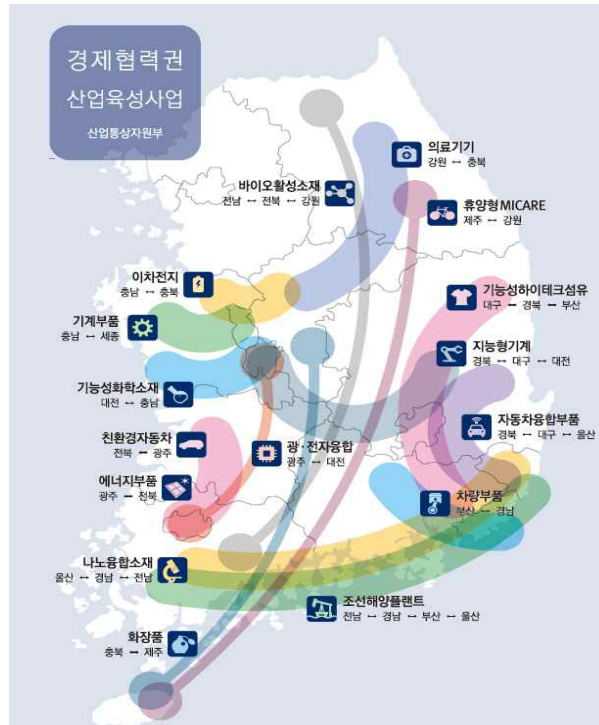 경제협력권
산업육성사업
산업통상자원부
의료기기
강원 ↔ 충북
바이오활성소재
전남 ↔ 전북 ↔ 강원
휴양형 MICARE
제주 ↔ 강원
이차전지
충남 ↔ 충북
기능성하이테크섬유
대구 ↔ 경북 ↔ 부산
기계부품
충남 ↔ 세종
지능형기계
경북 ↔ 대구 ↔ 대전
기능성화학소재
대전 ↔ 충남
자동차융합부품
경북 ↔ 대구 ↔ 울산
친환경자동차
전북 ↔ 광주
광·전자융합
광주 ↔ 대전
에너지부품
광주 ↔ 전북
차량부품
부산 ↔ 경남
나노융합소재
울산 ↔ 경남 ↔ 전남
조선해양플랜트
전남 ↔ 경남 ↔ 부산 ↔ 울산
화장품
충북 ↔ 제주